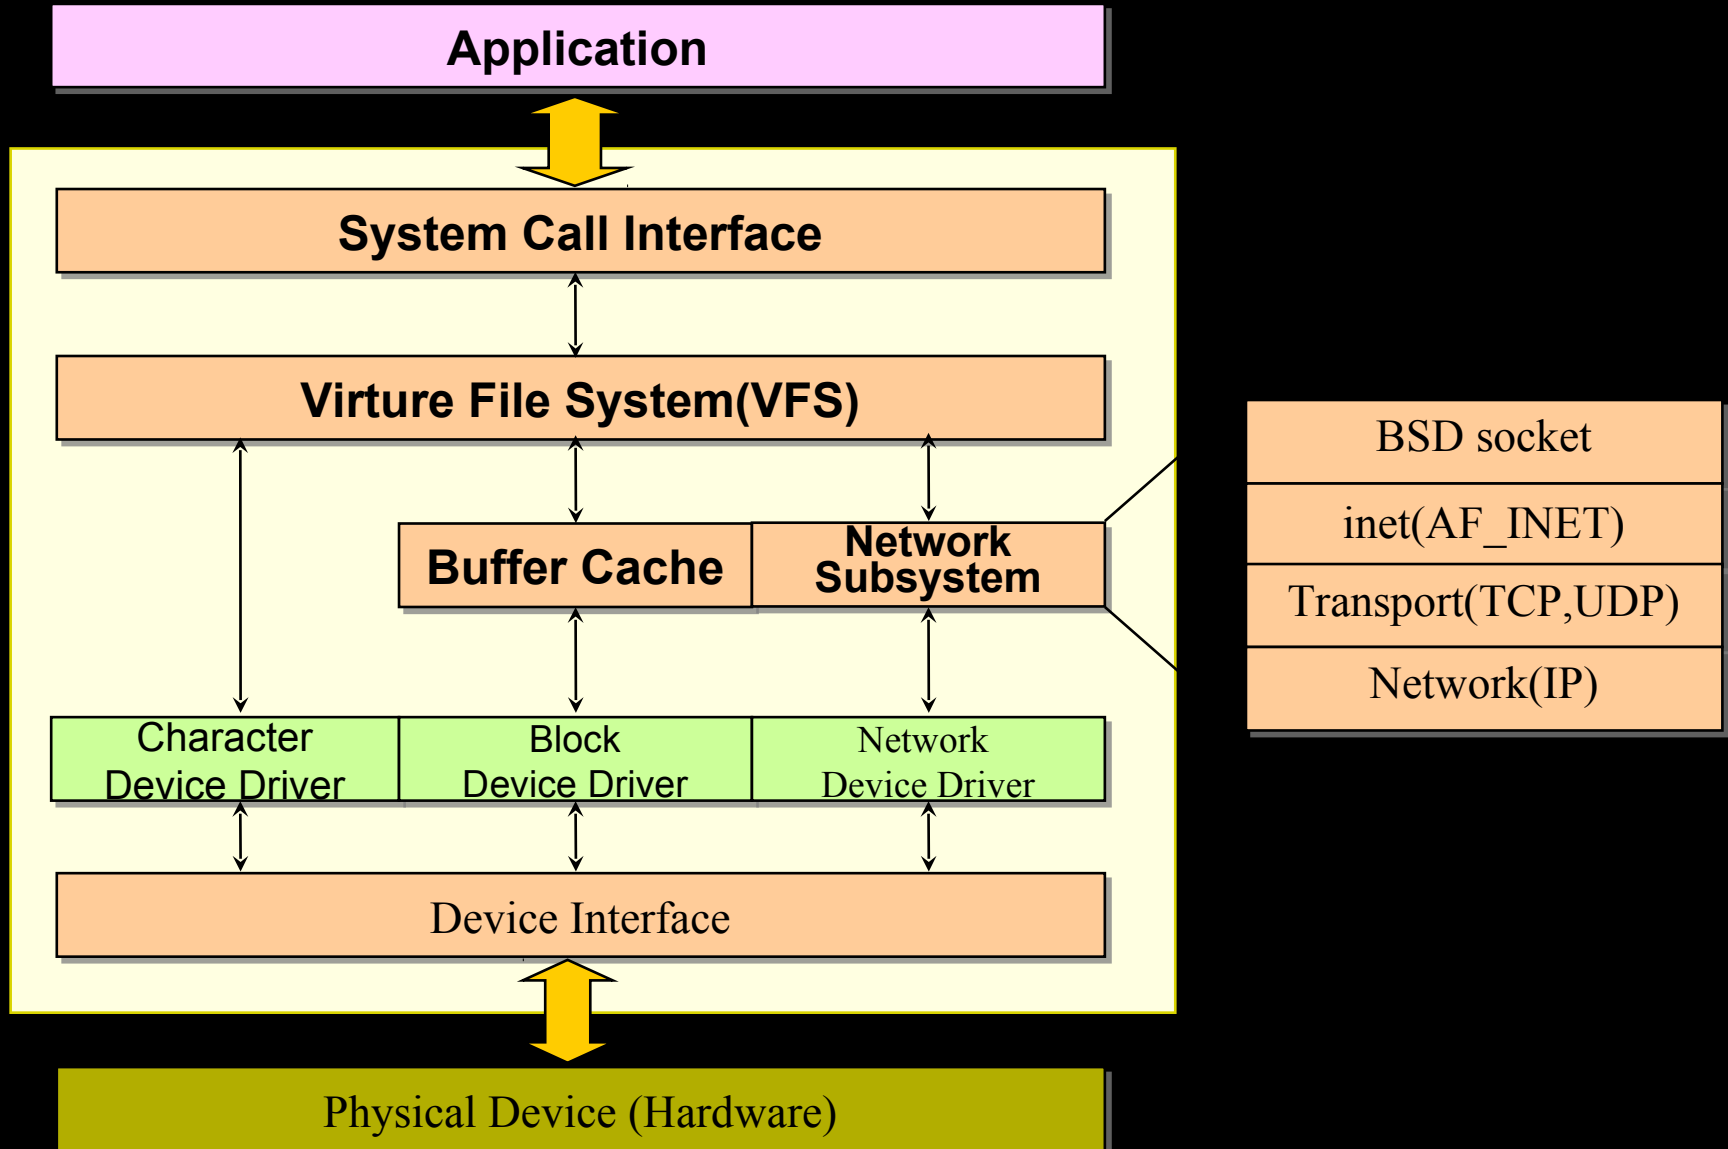 Application
System Call Interface
Virture File System(VFS)
Buffer Cache
Network
Subsystem
Character
Device Driver
Block
Device Driver
Network
Device Driver
Device Interface
Physical Device (Hardware)
BSD socket
inet(AF_INET)
Transport(TCP,UDP)
Network(IP)